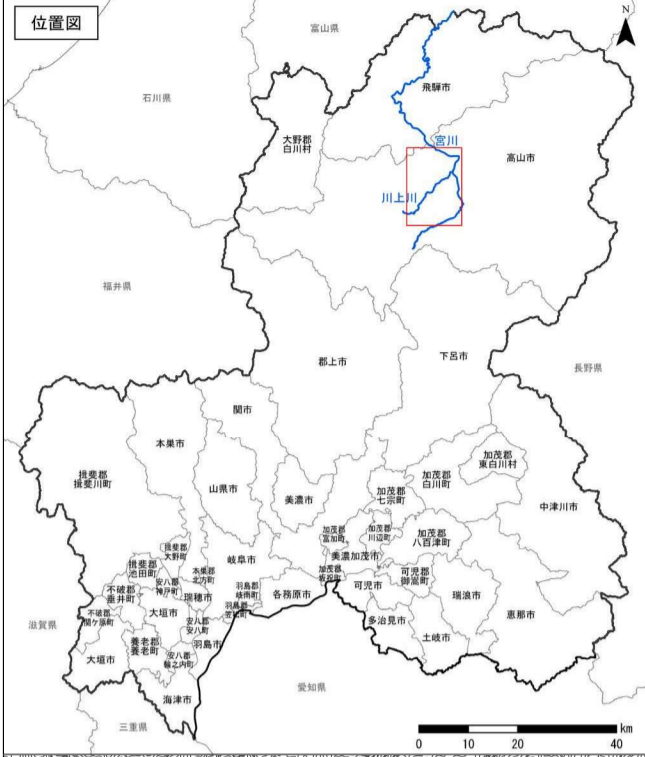 位置図
N
富山県
石川県
飛騨市
大野郡
白川村
宮川
高山市
川上川
福井県
郡上市
下呂市
長野県
関市
本巣市
揖斐郡
揖斐川町
山県市
美濃市
加茂郡
七宗町
加茂郡
白川町
加茂郡
東白川村
中津川市
加茂郡
富加町
加茂郡
川辺町
加茂郡
八百津町
揖斐郡
大野町
岐阜市
美濃加茂市
揖斐郡
池田町
本巣郡
北方町
加茂郡
坂祝町
可児郡
御嵩町
不破郡
垂井町
安八郡
神戸町
瑞穂市
羽島郡
岐南町
各務原市
可児市
瑞浪市
恵那市
不破郡
関ケ原町
大垣市
安八郡
安八町
羽島郡
笠松町
多治見市
滋賀県
養老郡
養老町
羽島市
土岐市
大垣市
安八郡
輪之内町
愛知県
海津市
三重県
0 10 20 40
km